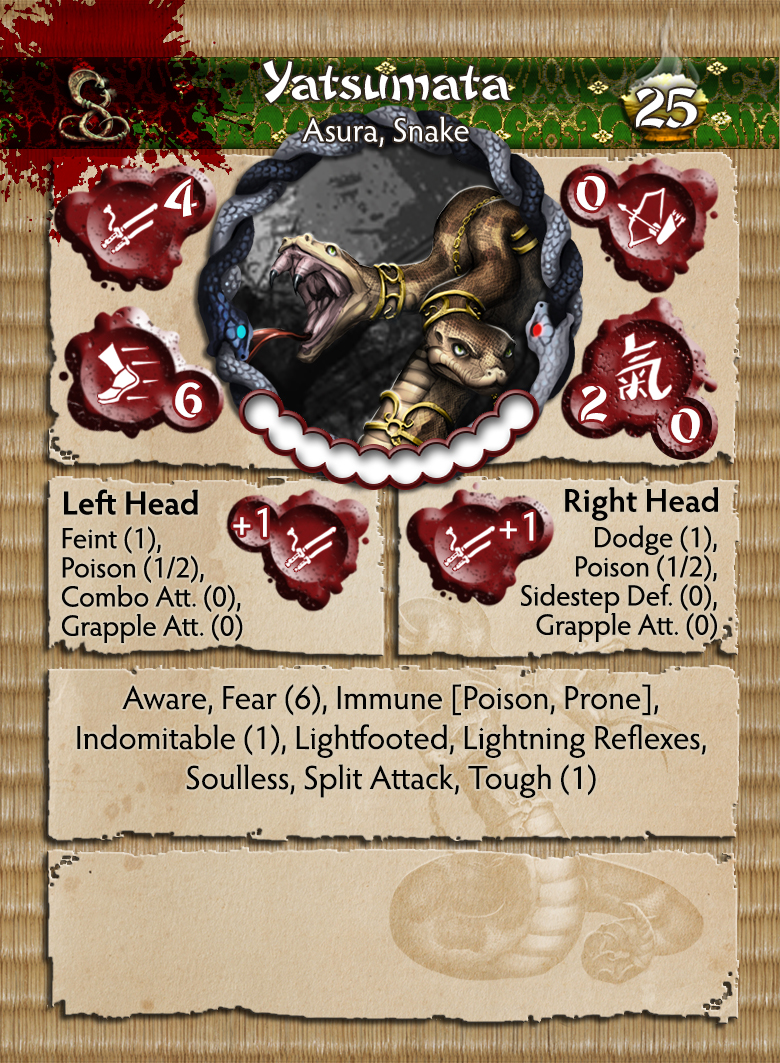 Yatsumata
25
Asura, Snake
4
0
6
氣
2
0
Left Head
+1
Feint (1),
Poison (1/2),
Combo Att. (0),
Grapple Att. (0)
Right Head
+1
Dodge (1),
Poison (1/2),
Sidestep Def. (0),
Grapple Att. (0)
Aware, Fear (6), Immune [Poison, Prone],
Indomitable (1), Lightfooted, Lightning Reflexes,
Soulless, Split Attack, Tough (1)